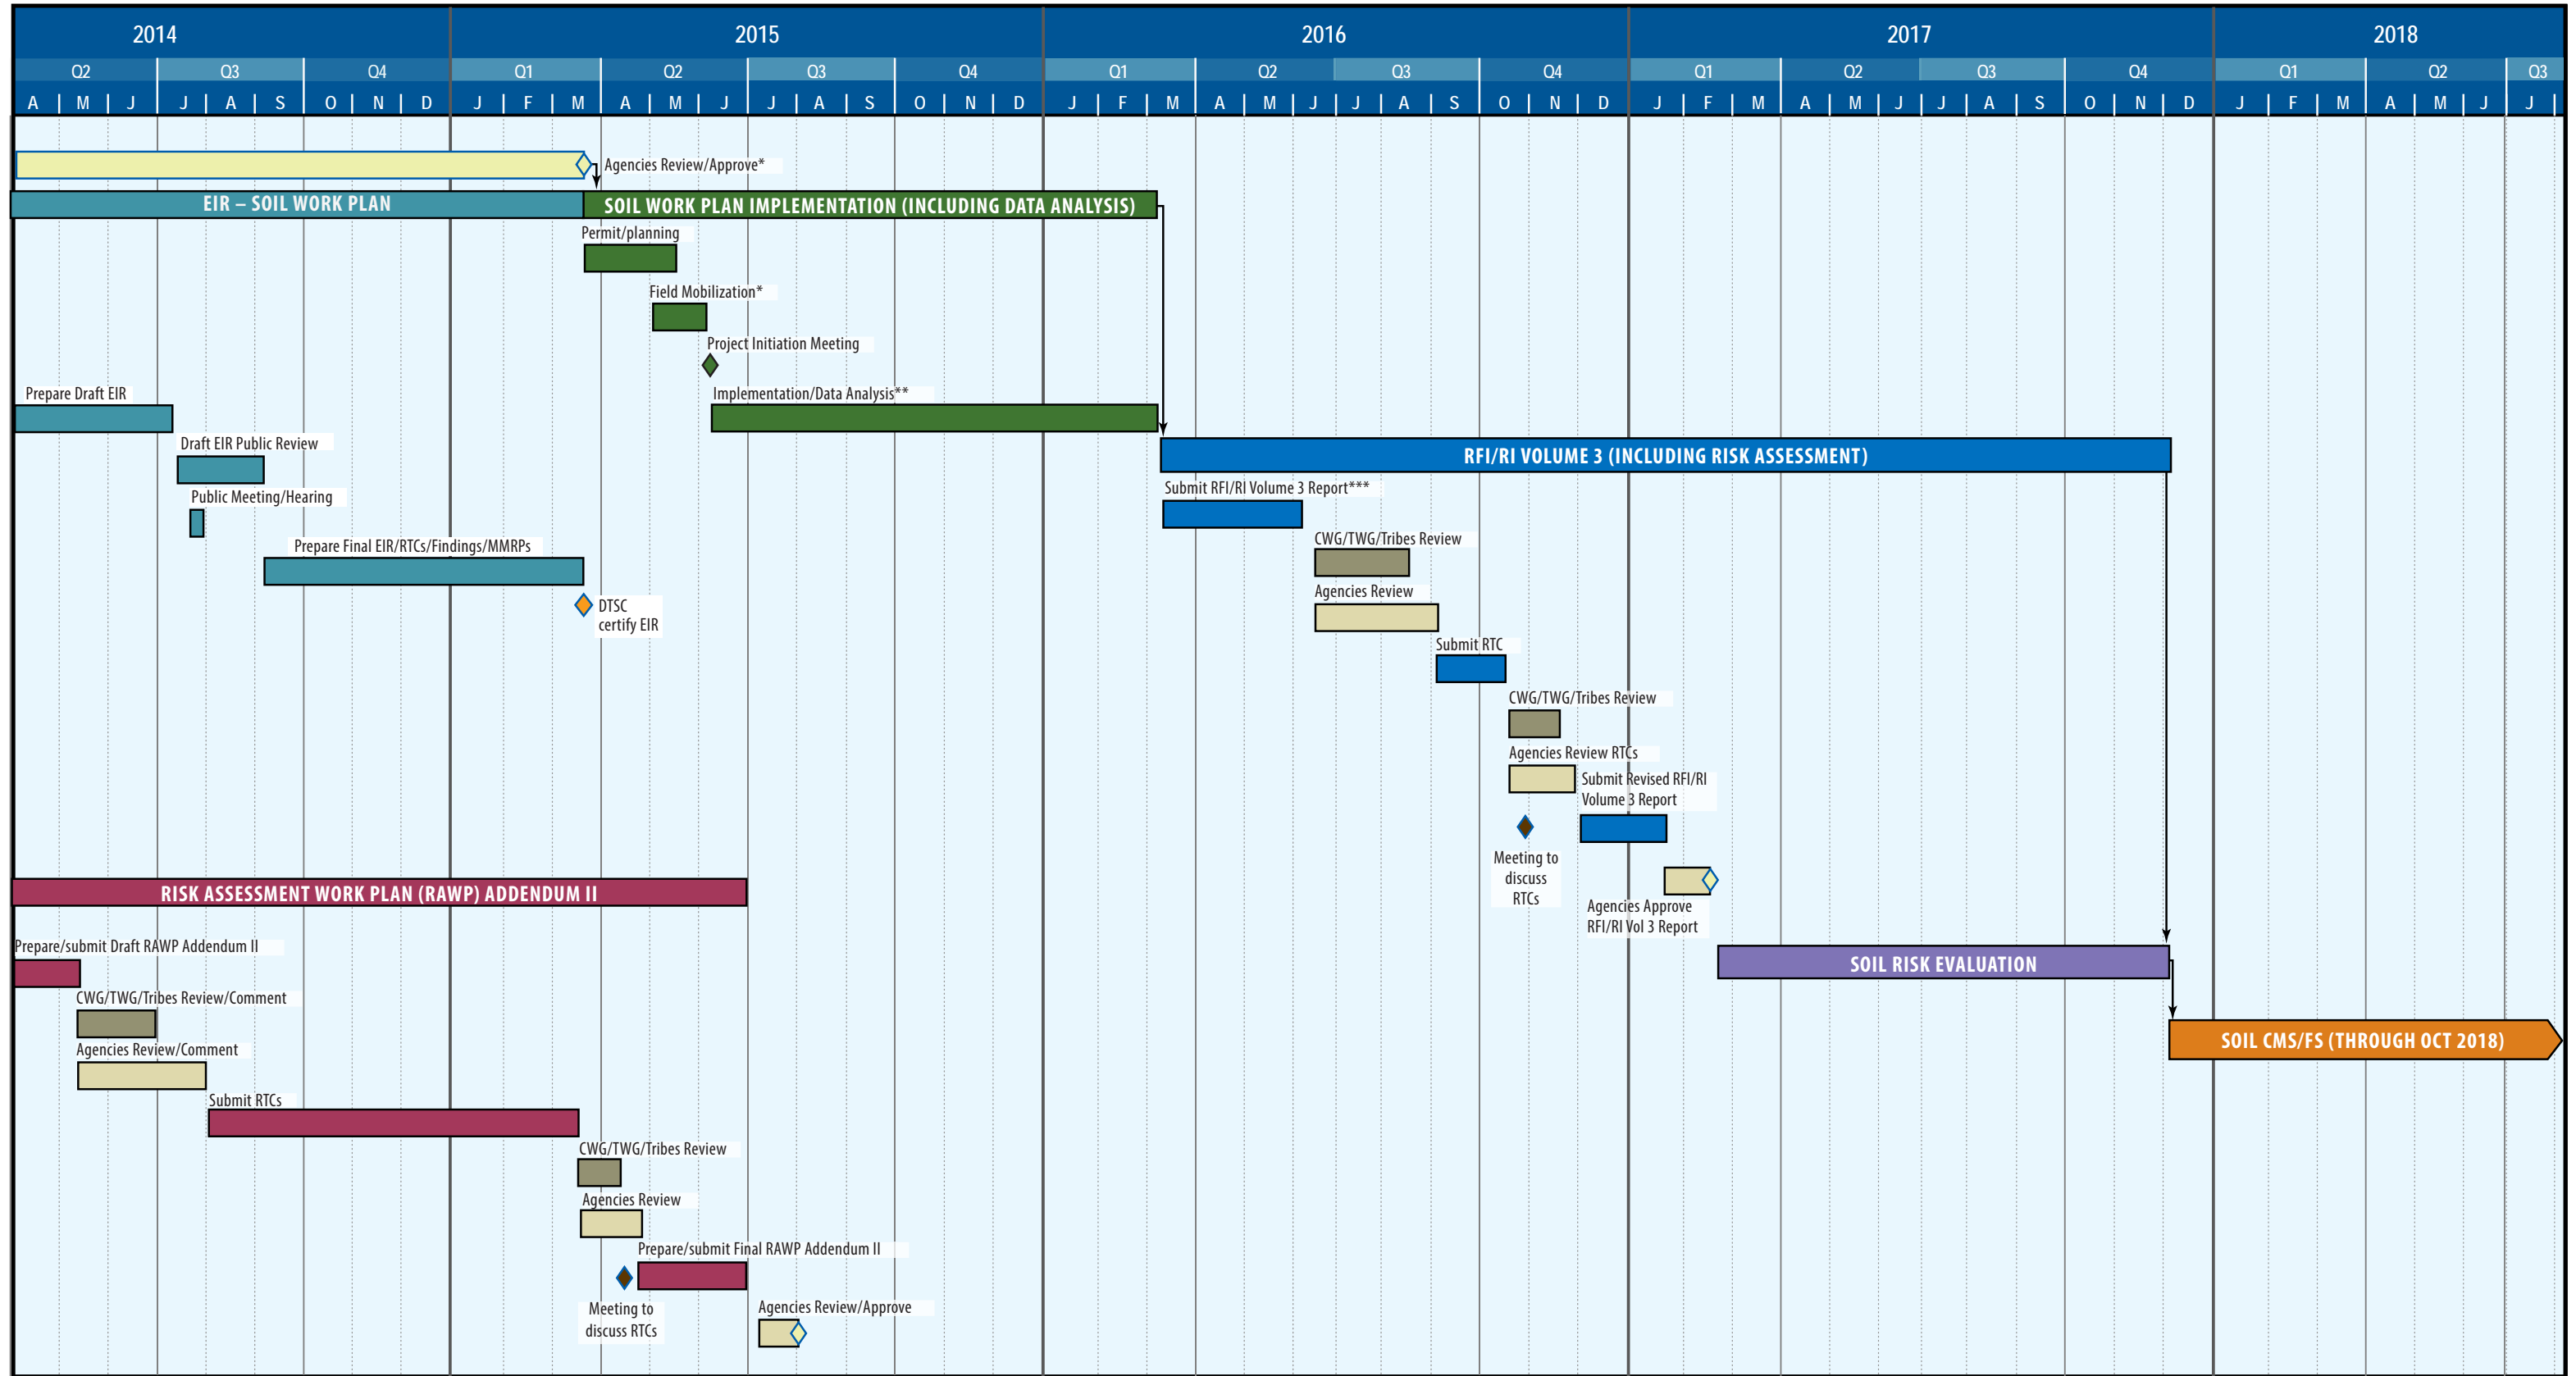 2014 2015 2016 2017 2018
Q2 Q3 Q4 Q1 Q2 Q3 Q4 Q1 Q2 Q3 Q4 Q1 Q2 Q3 Q4 Q1 Q2 Q3
A M J J A S O N D J F M A M J J A S O N D J F M A M J J A S O N D J F M A M J J A S O N D J F M A M J J
Agencies Review/Approve*
EIR – SOIL WORK PLAN
SOIL WORK PLAN IMPLEMENTATION (INCLUDING DATA ANALYSIS)
Permit/planning
Field Mobilization*
Project Initiation Meeting
Prepare Draft EIR
Implementation/Data Analysis**
Draft EIR Public Review
RFI/RI VOLUME 3 (INCLUDING RISK ASSESSMENT)
Public Meeting/Hearing
Submit RFI/RI Volume 3 Report***
Prepare Final EIR/RTCs/Findings/MMRPs
CWG/TWG/Tribes Review
DTSC
certify EIR
Agencies Review
Submit RTC
CWG/TWG/Tribes Review
Agencies Review RTCs
Submit Revised RFI/RI
Volume 3 Report
Meeting to
discuss
RTCs
Agencies Approve
RFI/RI Vol 3 Report
RISK ASSESSMENT WORK PLAN (RAWP) ADDENDUM II
Prepare/submit Draft RAWP Addendum II
SOIL RISK EVALUATION
CWG/TWG/Tribes Review/Comment
SOIL CMS/FS (THROUGH OCT 2018)
Agencies Review/Comment
Submit RTCs
CWG/TWG/Tribes Review
Agencies Review
Prepare/submit Final RAWP Addendum II
Meeting to
discuss RTCs
Agencies Review/Approve